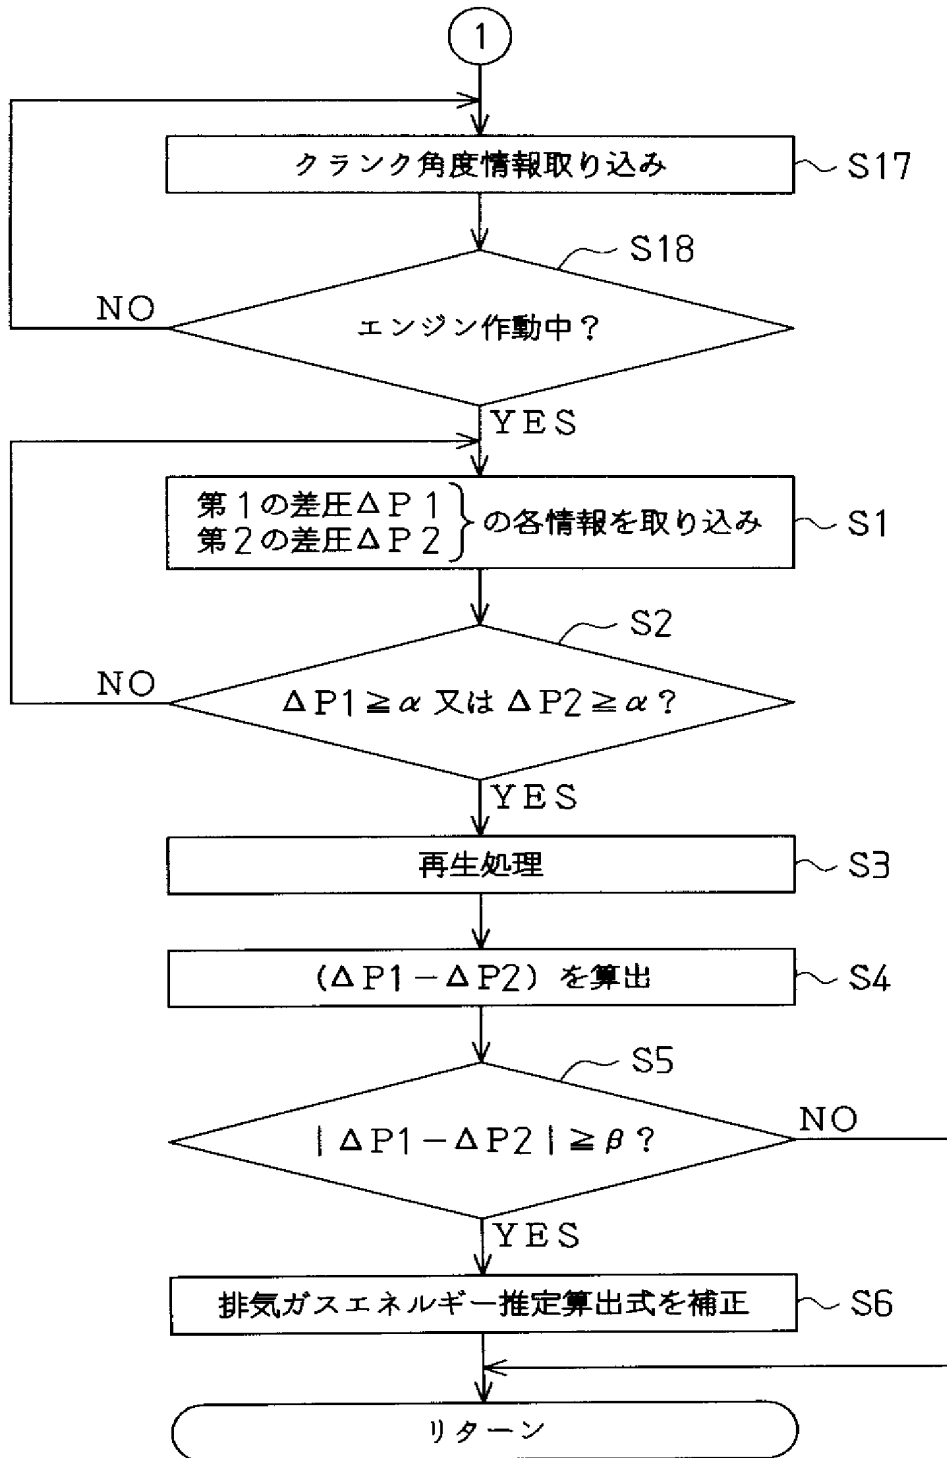 1
クランク角度情報取り込み
S17
S18
エンジン作動中？
NO
YES
第1の差圧ΔP1
第2の差圧ΔP2
の各情報を取り込み
S1
S2
ΔP1≧α又はΔP2≧α？
NO
YES
再生処理
S3
(ΔP1－ΔP2)を算出
S4
S5
|ΔP1－ΔP2|≧β？
NO
YES
排気ガスエネルギー推定算出式を補正
S6
リターン